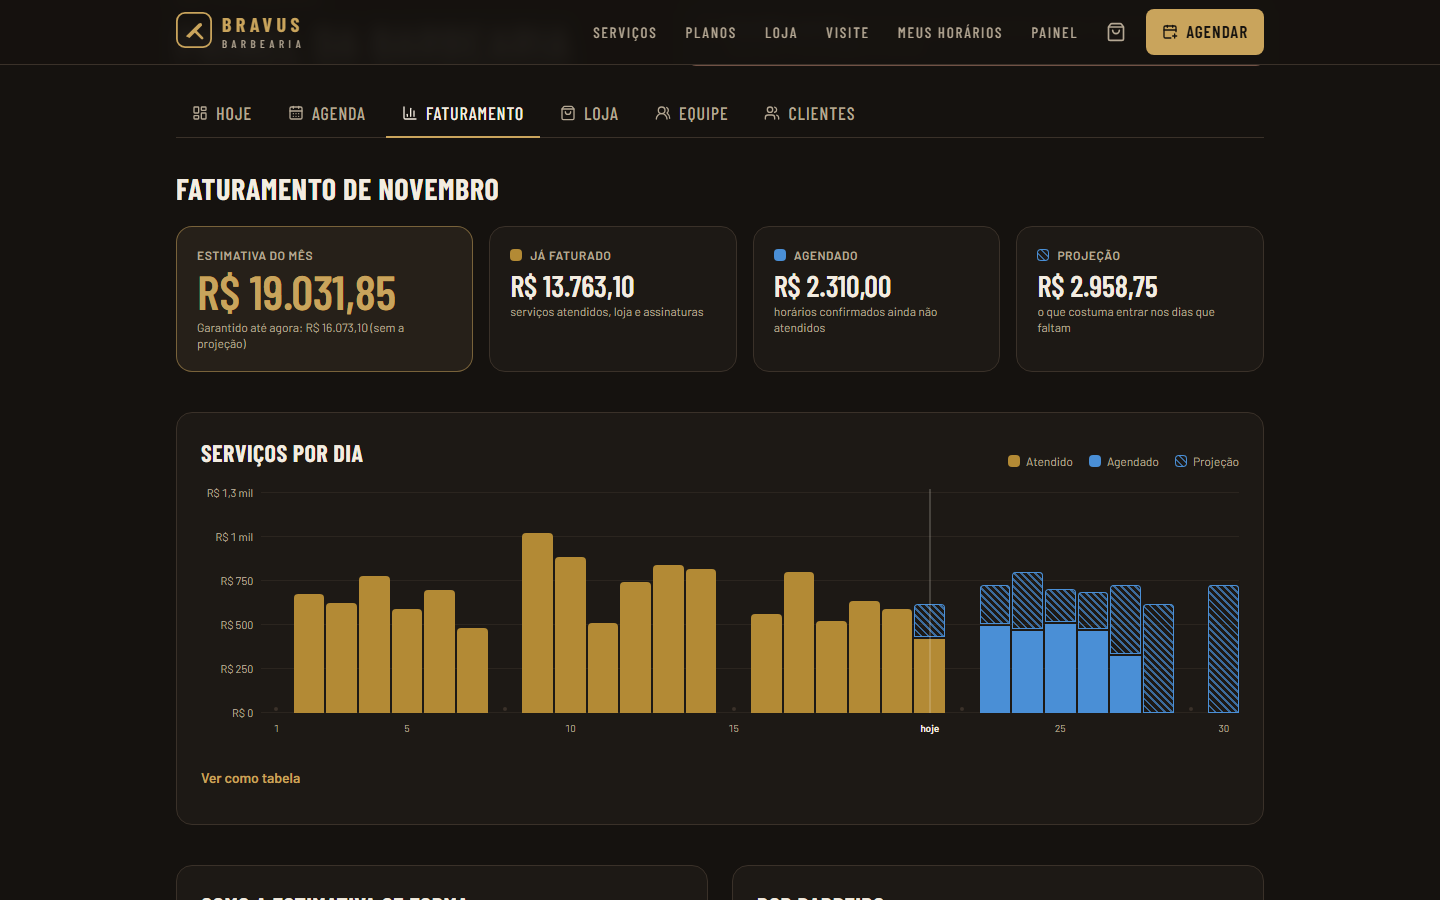 BRAVUS
BARBEARIA
SERVIÇOS PLANOS LOJA VISITE MEUS HORÁRIOS PAINEL
AGENDAR
HOJE AGENDA FATURAMENTO LOJA EQUIPE CLIENTES
FATURAMENTO DE NOVEMBRO
ESTIMATIVA DO MÊS
R$ 19.031,85
Garantido até agora: R$ 16.073,10 (sem a
projeção)
JÁ FATURADO
R$ 13.763,10
serviços atendidos, loja e assinaturas
AGENDADO
R$ 2.310,00
horários confirmados ainda não
atendidos
PROJEÇÃO
R$ 2.958,75
o que costuma entrar nos dias que
faltam
SERVIÇOS POR DIA
Atendido Agendado Projeção
R$ 1,3 mil
R$ 1 mil
R$ 750
R$ 500
R$ 250
R$ 0
1 5 10 15 hoje 25 30
Ver como tabela